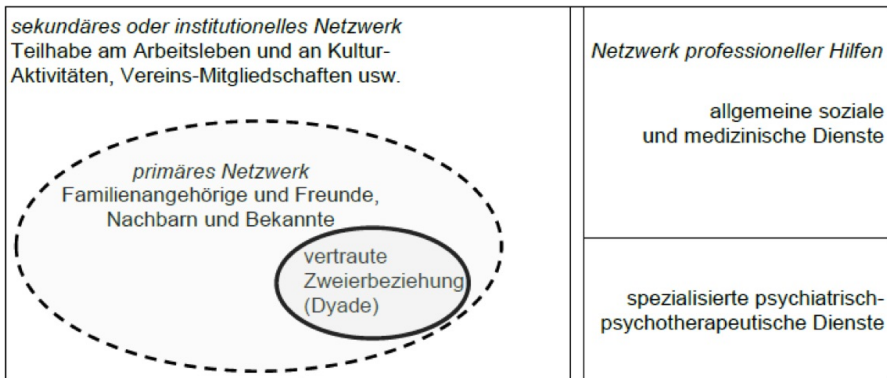 sekundäres oder institutionelles Netzwerk
Teilhabe am Arbeitsleben und an Kultur-
Aktivitäten, Vereins-Mitgliedschaften usw.
primäres Netzwerk
Familienangehörige und Freunde,
Nachbarn und Bekannte
vertraute
Zweierbeziehung
(Dyade)
Netzwerk professioneller Hilfen
allgemeine soziale
und medizinische Dienste
spezialisierte psychiatrisch-
psychotherapeutische Dienste